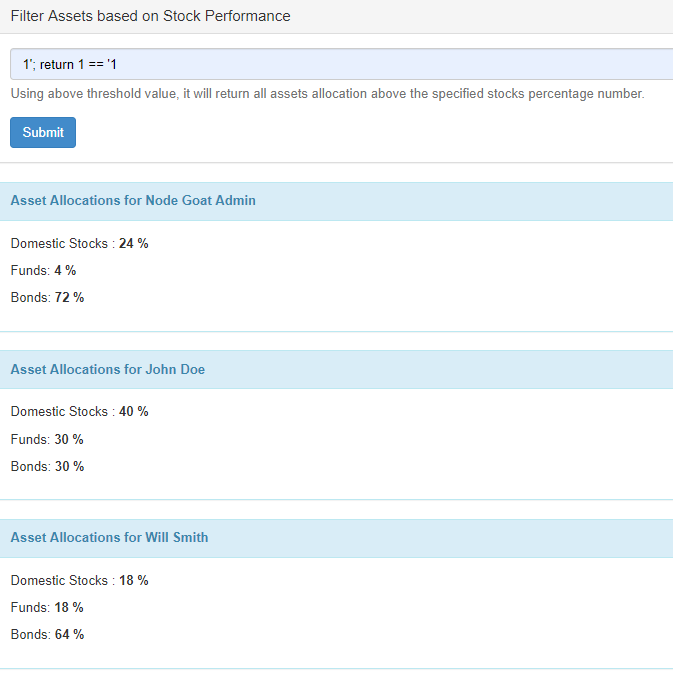 Filter Assets based on Stock Performance
1'; return 1 == '1
Using above threshold value, it will return all assets allocation above the specified stocks percentage number.
Submit
Asset Allocations for Node Goat Admin
Domestic Stocks : 24 %
Funds: 4 %
Bonds: 72 %
Asset Allocations for John Doe
Domestic Stocks : 40 %
Funds: 30 %
Bonds: 30 %
Asset Allocations for Will Smith
Domestic Stocks : 18 %
Funds: 18 %
Bonds: 64 %